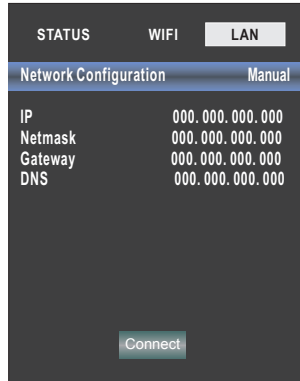 STATUS WIFI LAN
Network Configuration Manual
IP 000.000.000.000
Netmask 000.000.000.000
Gateway 000.000.000.000
DNS 000.000.000.000
Connect